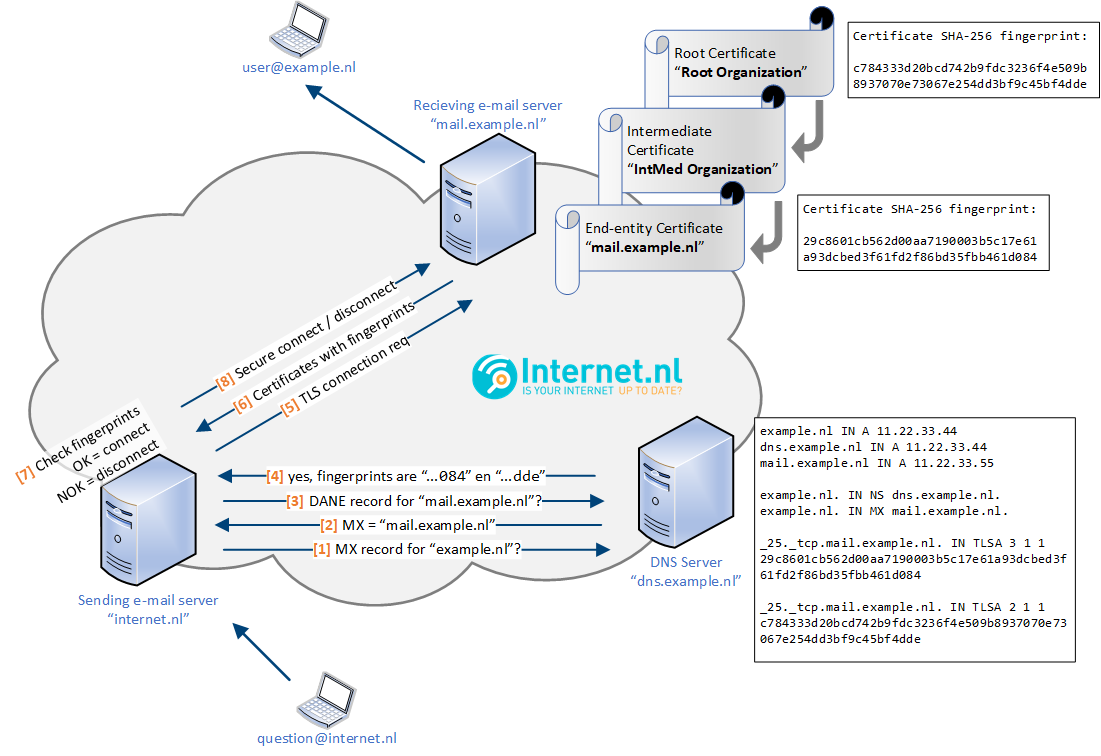 user@example.nl
Recieving e-mail server
“mail.example.nl”
Root Certificate
“Root Organization”
Certificate SHA-256 fingerprint:
c784333d20bcd742b9fdc3236f4e509b
8937070e73067e254dd3bf9c45bf4dde
Intermediate
Certificate
“IntMed Organization”
End-entity Certificate
“mail.example.nl”
Certificate SHA-256 fingerprint:
29c8601cb562d00aa7190003b5c17e61
a93dcbed3f61fd2f86bd35fbb461d084
[8] Secure connect / disconnect
[6] Certificates with fingerprints
[5] TLS connection req
[7] Check fingerprints
OK = connect
NOK = disconnect
Internet.nl
IS YOUR INTERNET UP TO DATE?
[4] yes, fingerprints are “...084” en “...dde”
[3] DANE record for “mail.example.nl”?
[2] MX = “mail.example.nl”
[1] MX record for “example.nl”?
DNS Server
“dns.example.nl”
example.nl IN A 11.22.33.44
dns.example.nl IN A 11.22.33.44
mail.example.nl IN A 11.22.33.55
example.nl. IN NS dns.example.nl.
example.nl. IN MX mail.example.nl.
_25._tcp.mail.example.nl. IN TLSA 3 1 1
29c8601cb562d00aa7190003b5c17e61a93dcbed3f
61fd2f86bd35fbb461d084
_25._tcp.mail.example.nl. IN TLSA 2 1 1
c784333d20bcd742b9fdc3236f4e509b8937070e73
067e254dd3bf9c45bf4dde
Sending e-mail server
“internet.nl”
question@internet.nl